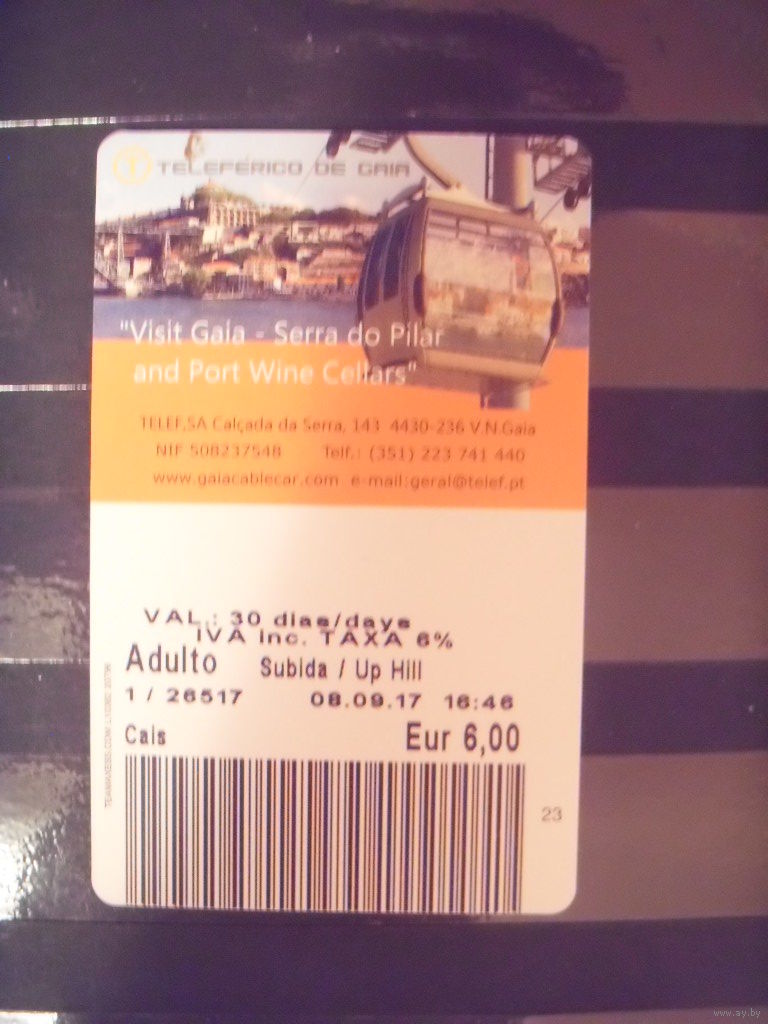 TELEFÉRICO DE GAIA
"Visit Gaia - Serra do Pilar
and Port Wine Cellars"
TELEF,SA Calçada da Serra, 143 4430-236 V.N.Gaia
NIF 508237548 Telf.: (351) 223 741 440
www.gaiacablecar.com e-mail:geral@telef.pt
VAL.: 30 dias/days
IVA inc. TAXA 6%
Adulto Subida / Up Hill
1 / 26517 08.09.17 16:46
Cais Eur 6,00
23
www.ay.by